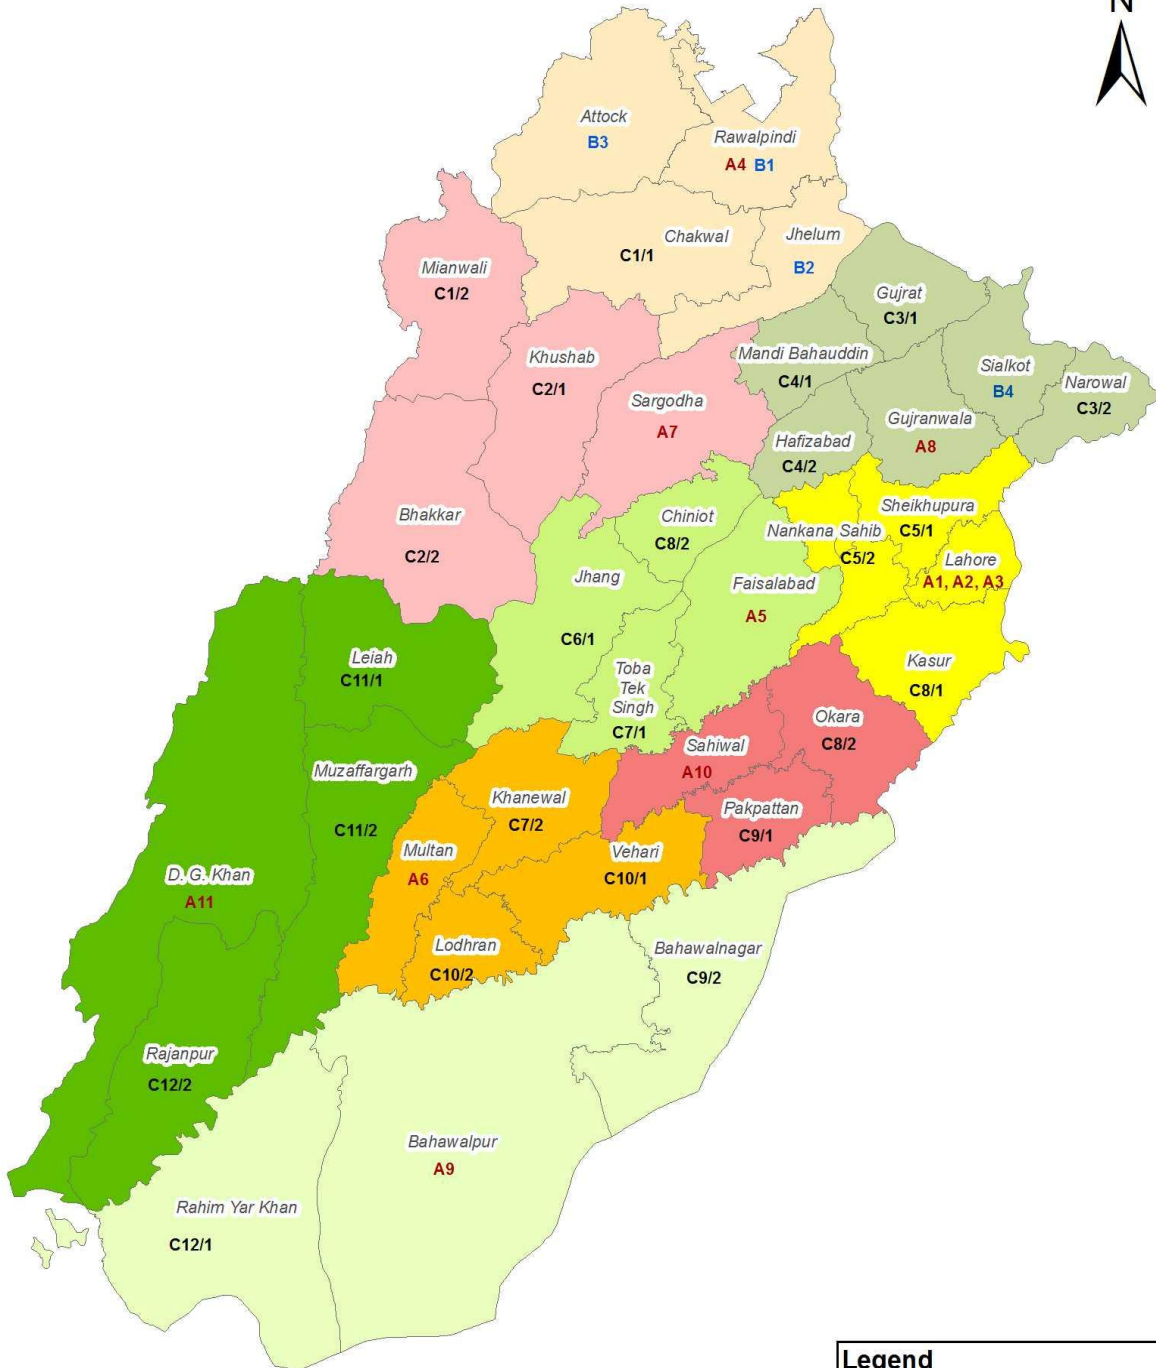 N
Attock
B3
Rawalpindi
A4 B1
Chakwal
C1/1
Jhelum
B2
Mianwali
C1/2
Gujrat
C3/1
Khushab
C2/1
Mandi Bahauddin
C4/1
Sialkot
B4
Narowal
C3/2
Sargodha
A7
Gujranwala
A8
Hafizabad
C4/2
Bhakkar
C2/2
Chiniot
C8/2
Sheikhupura
C5/1
Nankana Sahib
C5/2
Lahore
A1, A2, A3
Jhang
C6/1
Faisalabad
A5
Leiah
C11/1
Toba
Tek
Singh
C7/1
Kasur
C8/1
Okara
C8/2
Sahiwal
A10
Muzaffargarh
C11/2
Khanewal
C7/2
Pakpattan
C9/1
Multan
A6
Vehari
C10/1
D. G. Khan
A11
Lodhran
C10/2
Bahawalnagar
C9/2
Rajanpur
C12/2
Bahawalpur
A9
Rahim Yar Khan
C12/1
Legend